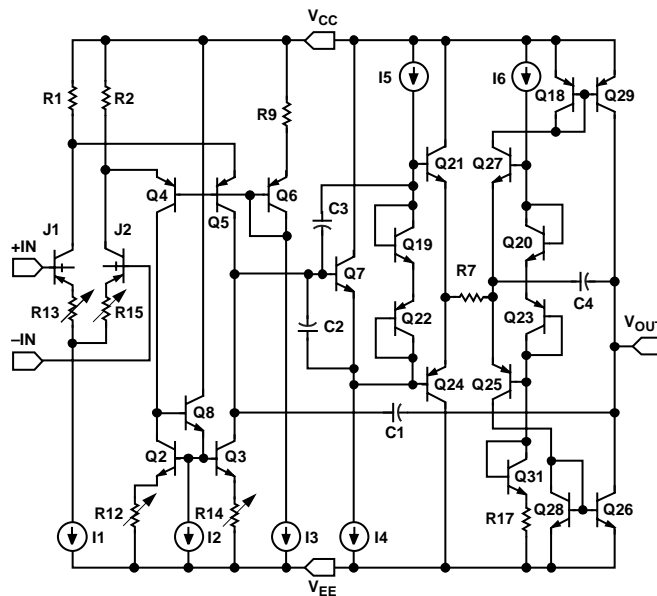 VCC
R1
R2
R9
I5
I6
Q18
Q29
Q21
Q27
Q4
Q5
Q6
C3
J1
J2
Q19
Q20
+IN
Q7
R7
R13
R15
C2
Q22
Q23
C4
VOUT
–IN
Q24
Q25
Q8
C1
Q2
Q3
Q31
R12
R14
R17
Q28
Q26
I1
I2
I3
I4
VEE